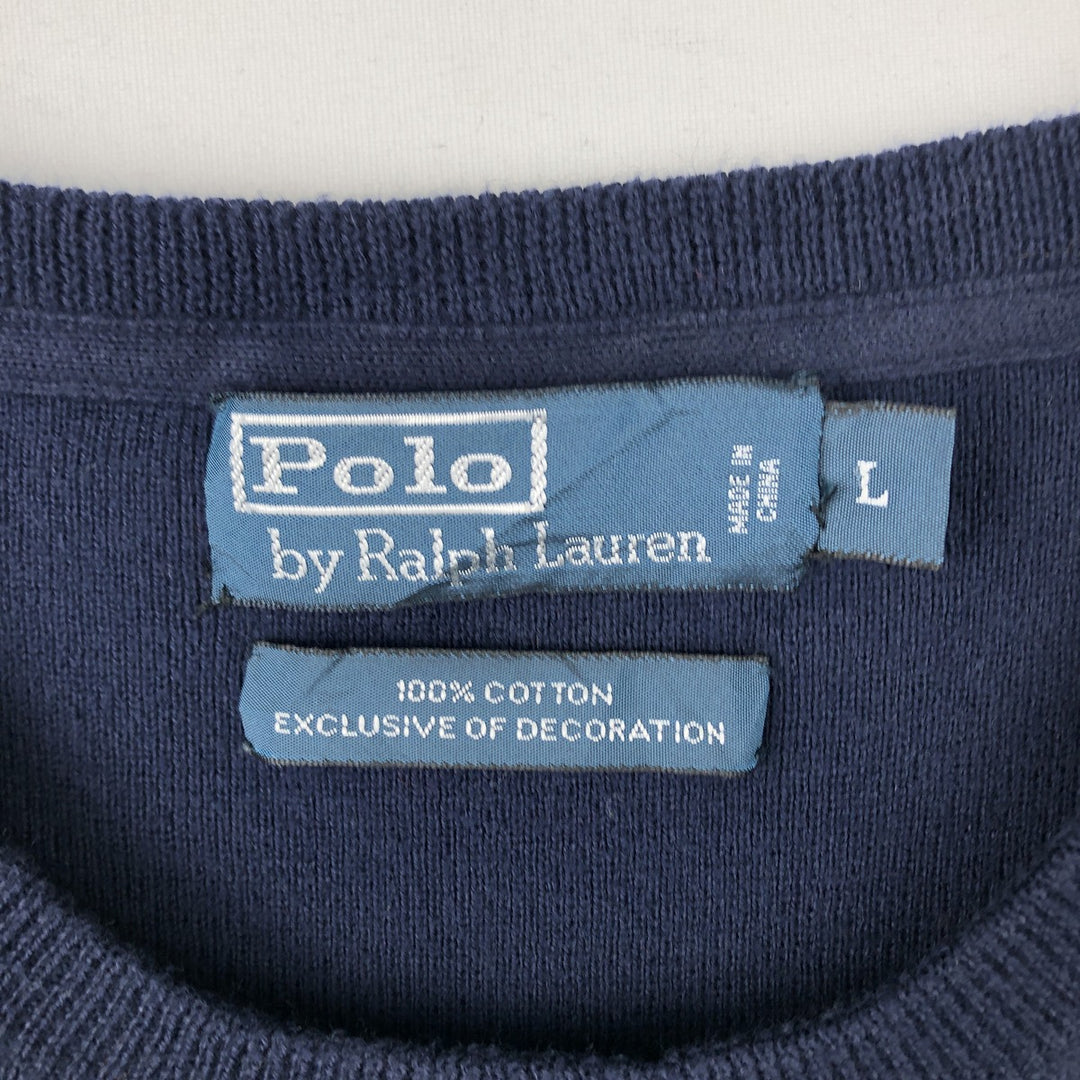 Polo
by Ralph Lauren
MADE IN
CHINA
L
100% COTTON
EXCLUSIVE OF DECORATION